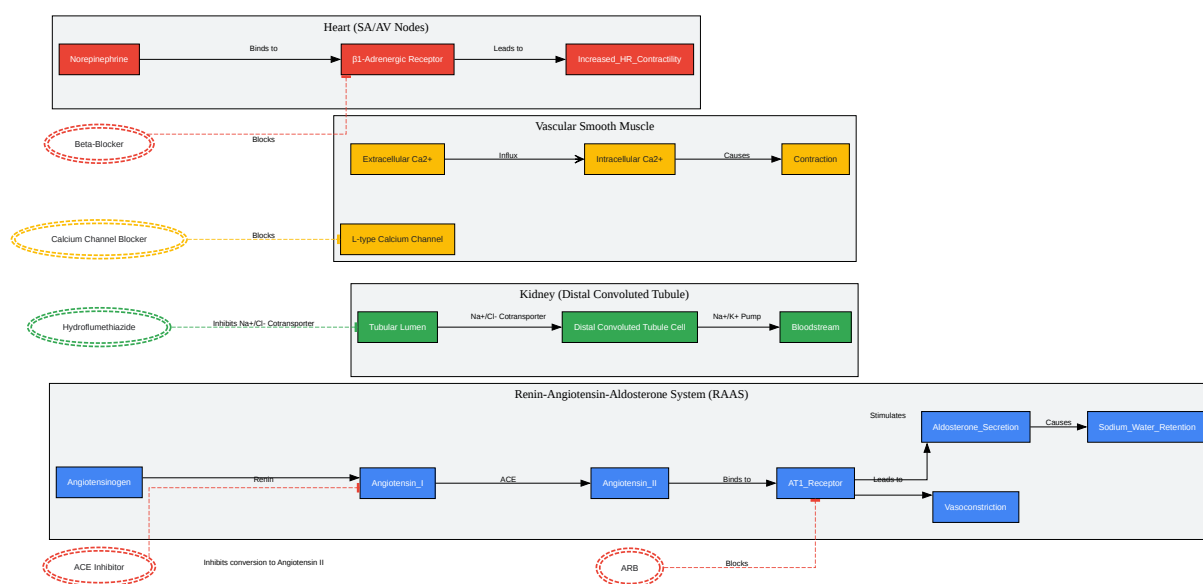 Heart (SA/AV Nodes)
Norepinephrine
Binds to
β1-Adrenergic Receptor
Leads to
Increased_HR_Contractility
Beta-Blocker
Blocks
Vascular Smooth Muscle
Extracellular Ca2+
Influx
Intracellular Ca2+
Causes
Contraction
Calcium Channel Blocker
Blocks
L-type Calcium Channel
Kidney (Distal Convoluted Tubule)
Hydroflumethiazide
Inhibits Na+/Cl- Cotransporter
Tubular Lumen
Na+/Cl- Cotransporter
Distal Convoluted Tubule Cell
Na+/K+ Pump
Bloodstream
Renin-Angiotensin-Aldosterone System (RAAS)
Stimulates
Aldosterone_Secretion
Causes
Sodium_Water_Retention
Angiotensinogen
Renin
Angiotensin_I
ACE
Angiotensin_II
Binds to
AT1_Receptor
Leads to
Vasoconstriction
ACE Inhibitor
Inhibits conversion to Angiotensin II
ARB
Blocks